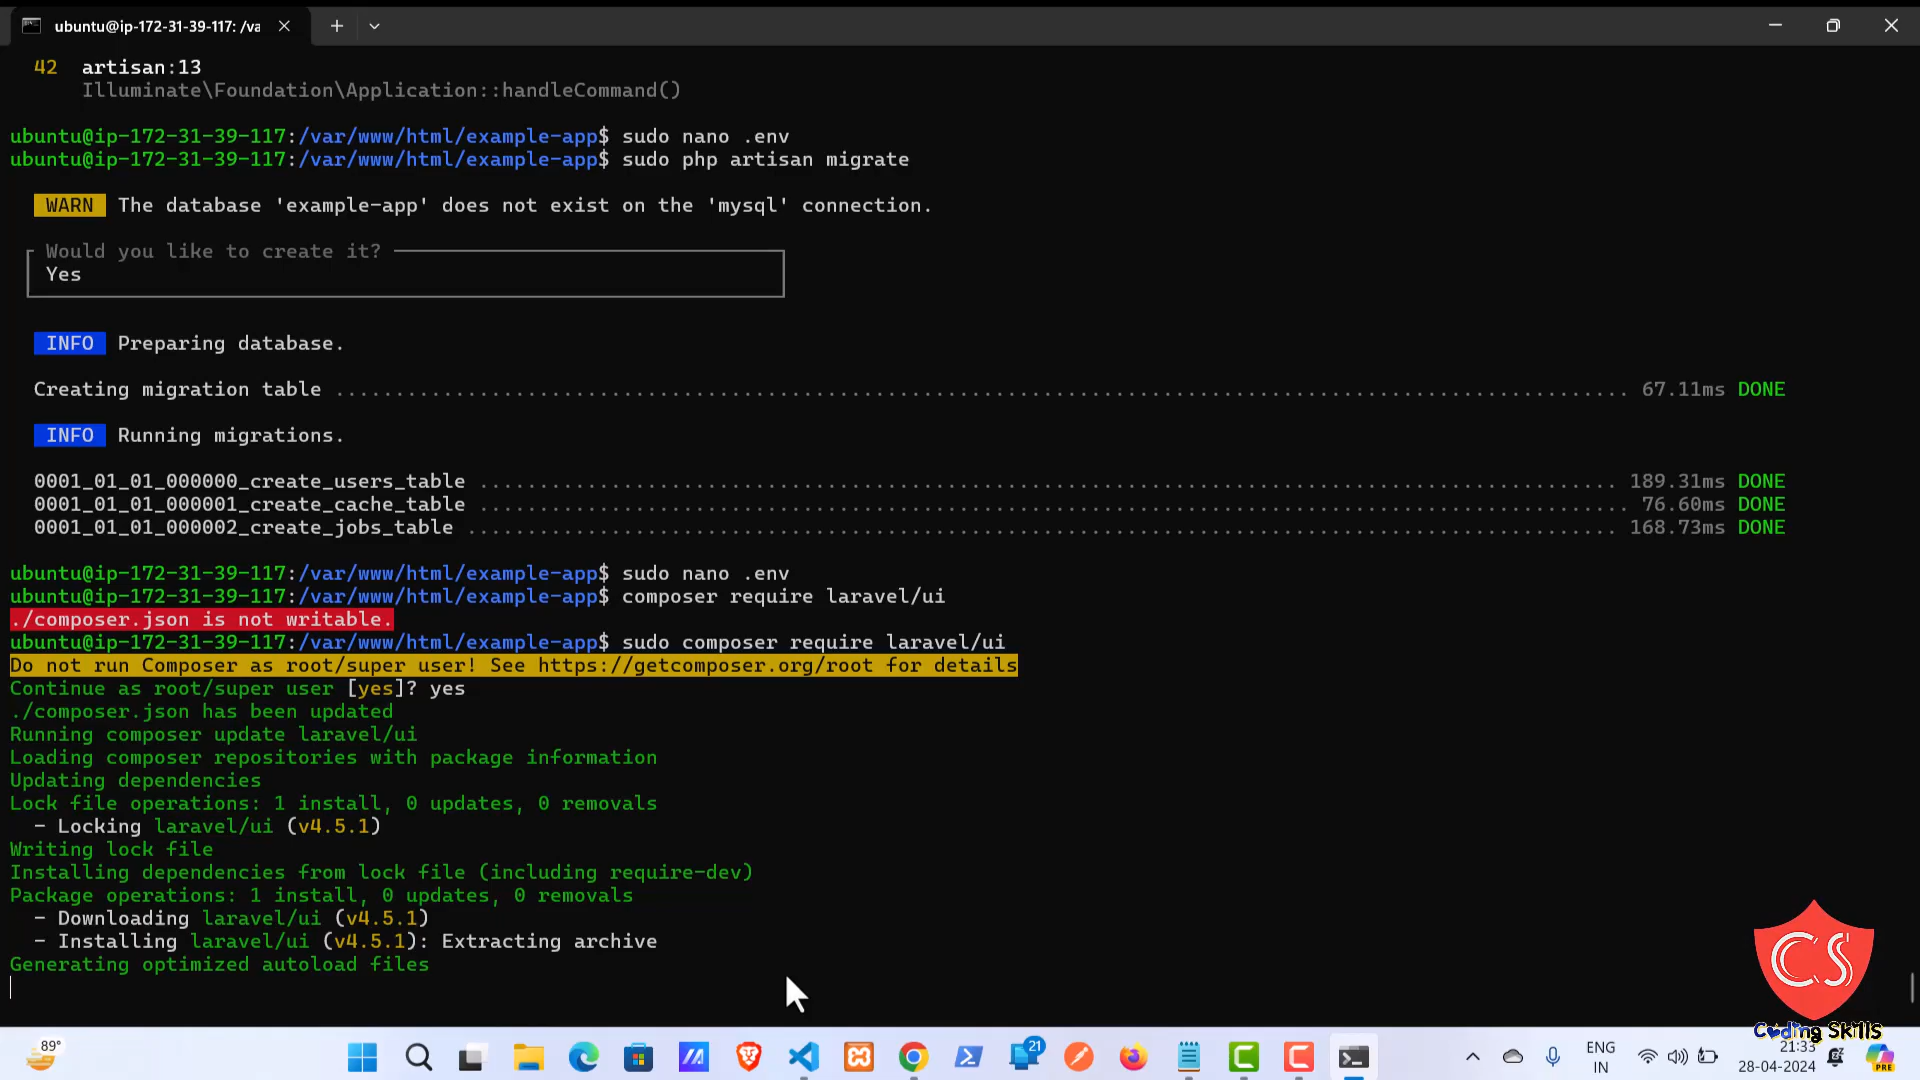 ubuntu@ip-172-31-39-117: /va
42 artisan:13
Illuminate\Foundation\Application::handleCommand()
ubuntu@ip-172-31-39-117:/var/www/html/example-app$ sudo nano .env
ubuntu@ip-172-31-39-117:/var/www/html/example-app$ sudo php artisan migrate
WARN The database 'example-app' does not exist on the 'mysql' connection.
Would you like to create it?
Yes
INFO Preparing database.
Creating migration table ............................................................................................................ 67.11ms DONE
INFO Running migrations.
0001_01_01_000000_create_users_table ............................................................................................... 189.31ms DONE
0001_01_01_000001_create_cache_table ................................................................................................ 76.60ms DONE
0001_01_01_000002_create_jobs_table ................................................................................................ 168.73ms DONE
ubuntu@ip-172-31-39-117:/var/www/html/example-app$ sudo nano .env
ubuntu@ip-172-31-39-117:/var/www/html/example-app$ composer require laravel/ui
./composer.json is not writable.
ubuntu@ip-172-31-39-117:/var/www/html/example-app$ sudo composer require laravel/ui
Do not run Composer as root/super user! See https://getcomposer.org/root for details
Continue as root/super user [yes]? yes
./composer.json has been updated
Running composer update laravel/ui
Loading composer repositories with package information
Updating dependencies
Lock file operations: 1 install, 0 updates, 0 removals
- Locking laravel/ui (v4.5.1)
Writing lock file
Installing dependencies from lock file (including require-dev)
Package operations: 1 install, 0 updates, 0 removals
- Downloading laravel/ui (v4.5.1)
- Installing laravel/ui (v4.5.1): Extracting archive
Generating optimized autoload files
CS
Coding Skills
89°
21
ENG
IN
21:33
28-04-2024
PRE